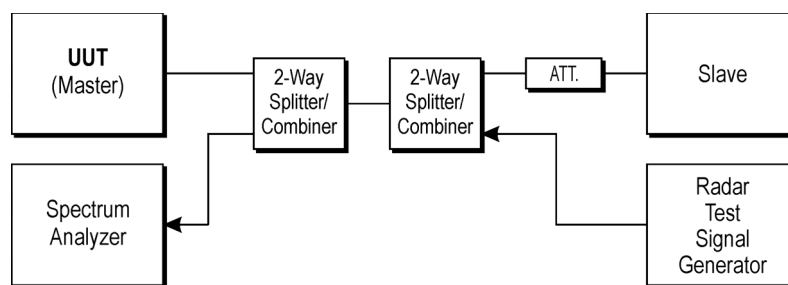 UUT
(Master)
2-Way
Splitter/
Combiner
2-Way
Splitter/
Combiner
ATT.
Slave
Spectrum
Analyzer
Radar
Test
Signal
Generator